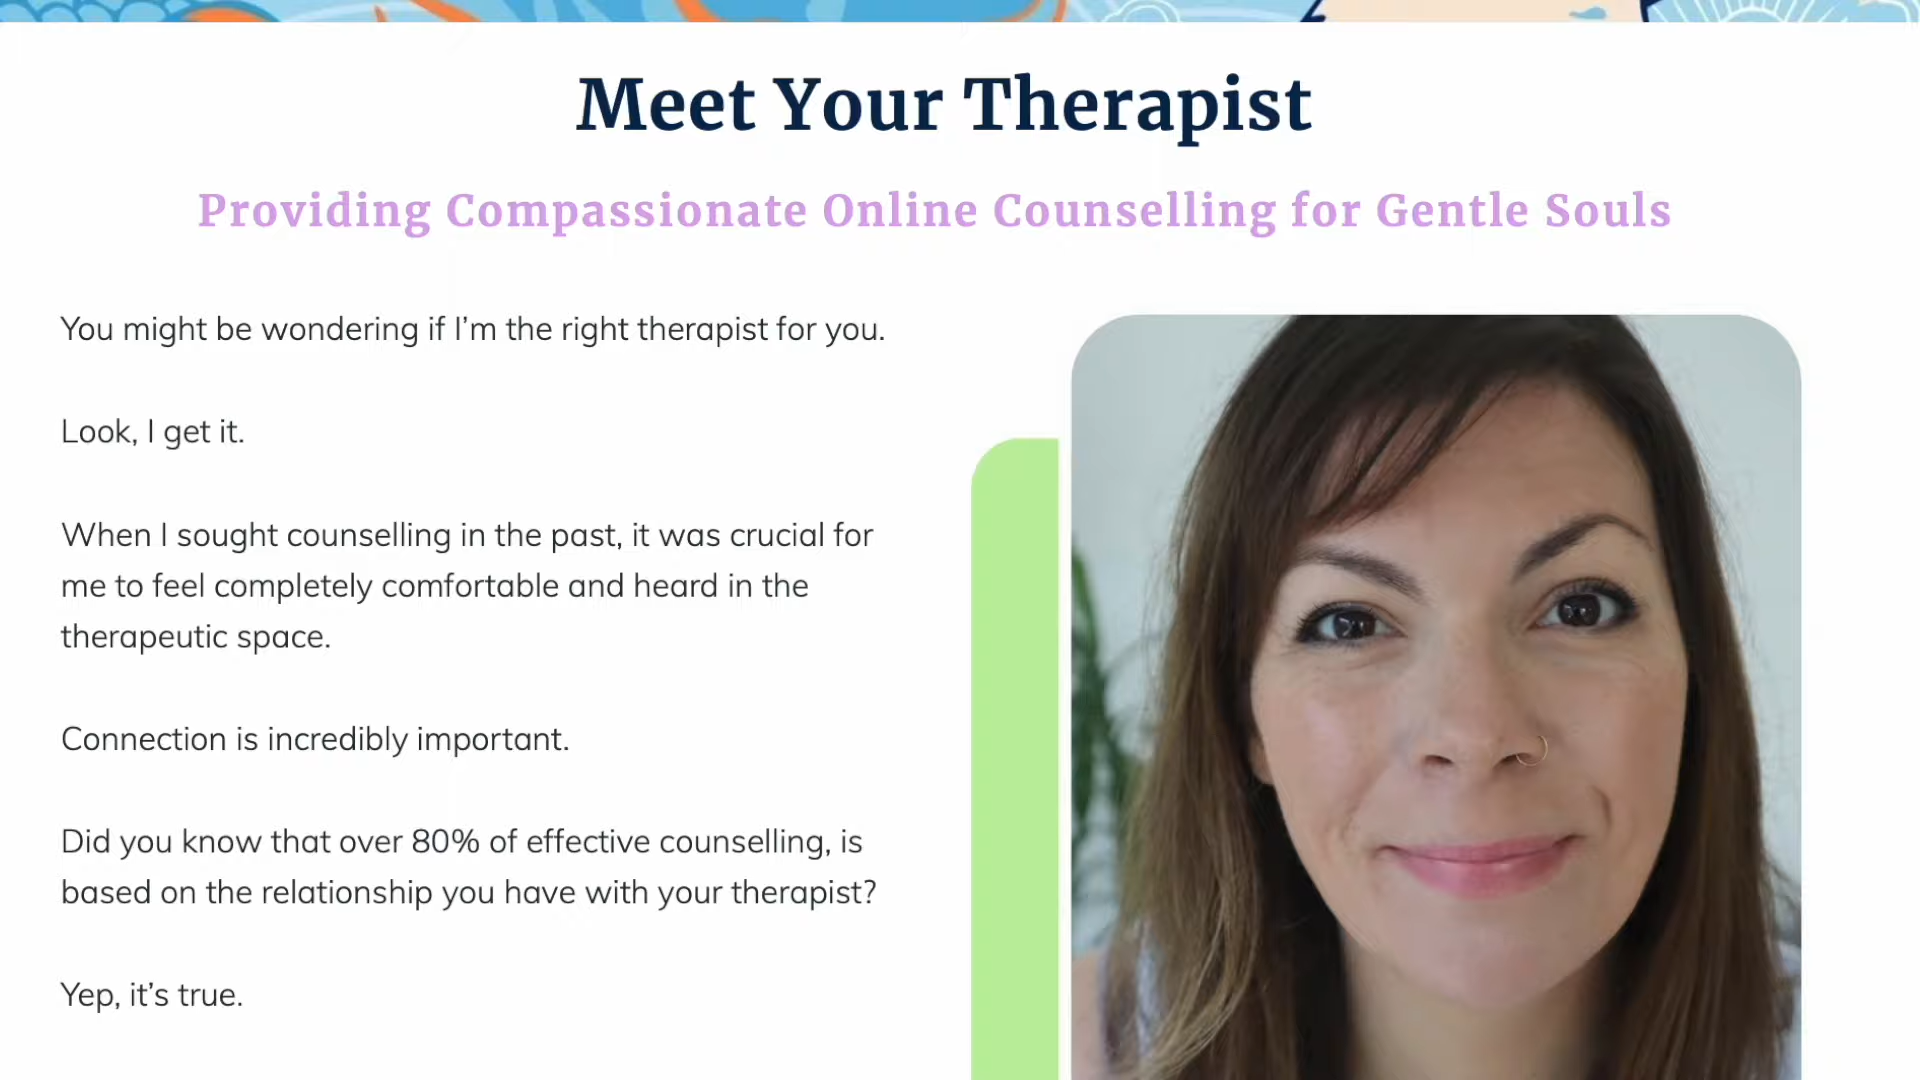 Meet Your Therapist
Providing Compassionate Online Counselling for Gentle Souls
You might be wondering if I’m the right therapist for you.
Look, I get it.
When I sought counselling in the past, it was crucial for
me to feel completely comfortable and heard in the
therapeutic space.
Connection is incredibly important.
Did you know that over 80% of effective counselling, is
based on the relationship you have with your therapist?
Yep, it’s true.